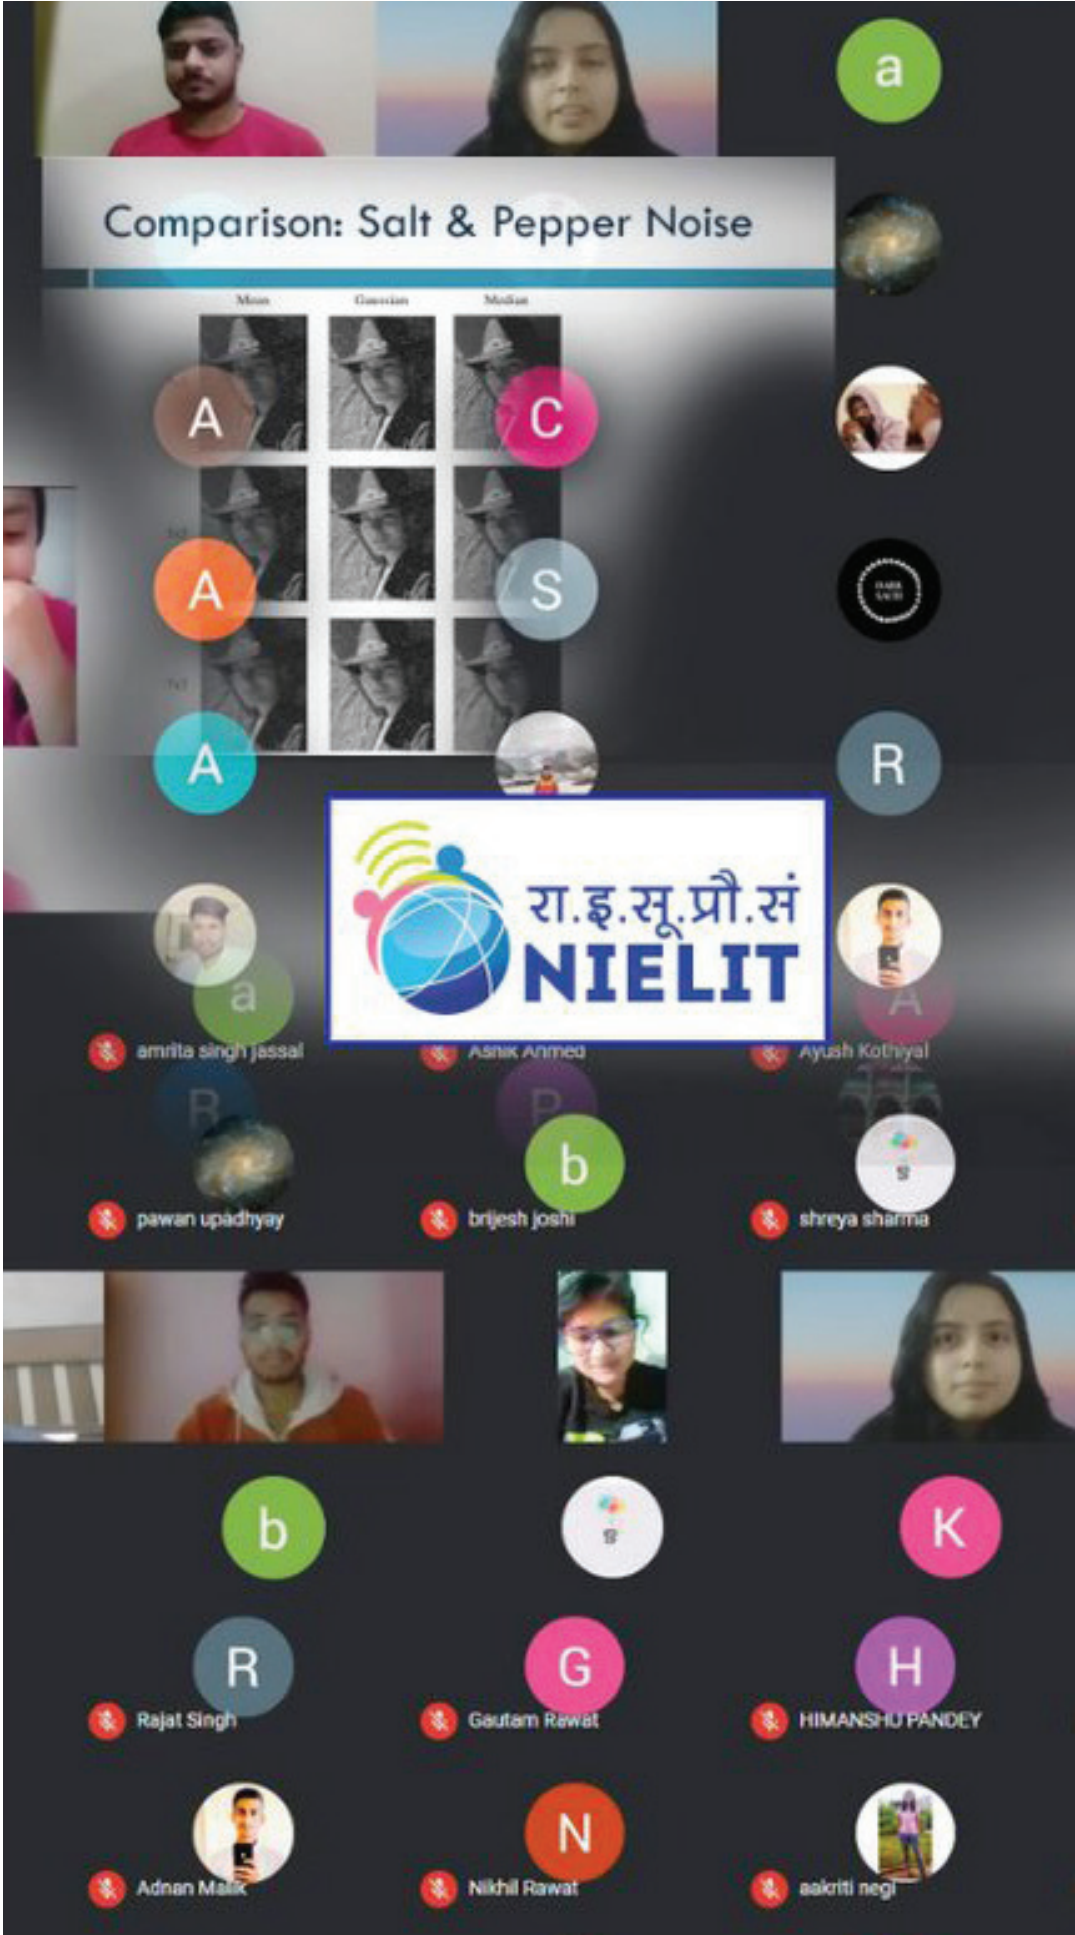 a
Comparison: Salt & Pepper Noise
Mean Gaussian Median
A C
A S
A R
रा.इ.सू.प्रौ.सं
NIELIT
a A
amrita singh jassal Ashik Ahmed Ayush Kothiyal
B P
b S
pawan upadhyay brijesh joshi shreya sharma
b S K
R G H
Rajat Singh Gautam Rawat HIMANSHU PANDEY
N
Adnan Malik Nikhil Rawat aakriti negi